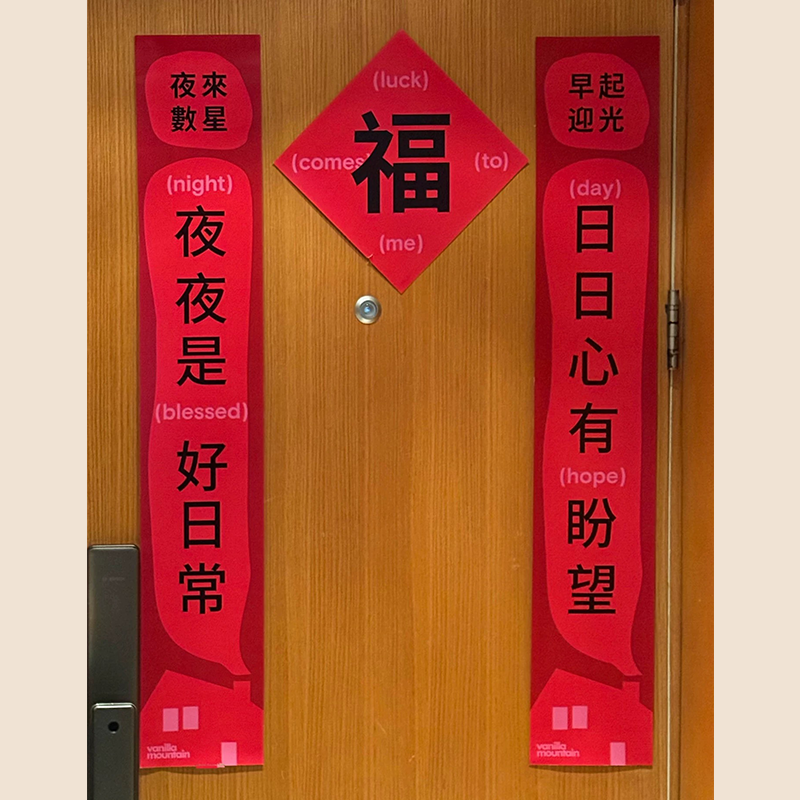 早起
迎光
(day)
日日心有
(hope)
盼望
vanilla
mountain
(luck)
(comes
福
(to)
(me)
夜來
數星
(night)
夜夜是
(blessed)
好日常
vanilla
mountain